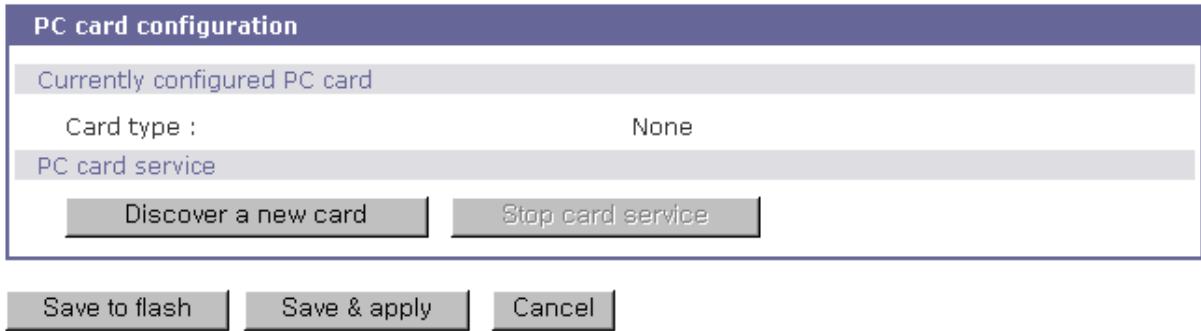 PC card configuration
Currently configured PC card
Card type : None
PC card service
Discover a new card Stop card service
Save to flash Save & apply Cancel